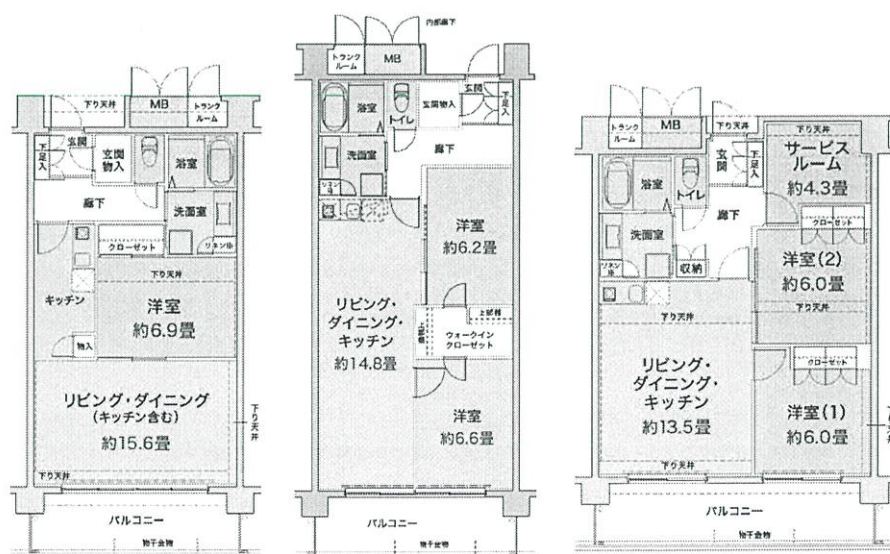 下り天井
MB
トランク
ルーム
下足入
玄関
玄関
物入
浴室
廊下
洗面室
リネン庫
クローゼット
下り天井
キッチン
洋室
約6.9畳
物入
リビング・ダイニング
(キッチン含む)
約15.6畳
下り天井
下り天井
バルコニー
物干金物
内部廊下
トランク
ルーム
MB
浴室
トイレ
玄関物入
玄関
下足入
洗面室
リネン庫
廊下
洋室
約6.2畳
リビング・
ダイニング・
キッチン
約14.8畳
上部棚
上部棚
ウォークイン
クローゼット
洋室
約6.6畳
バルコニー
物干金物
トランク
ルーム
MB
下り天井
浴室
トイレ
玄関
下足入
下り天井
サービス
ルーム
約4.3畳
洗面室
リネン庫
廊下
収納
クローゼット
洋室(2)
約6.0畳
下り天井
下り天井
リビング・
ダイニング・
キッチン
約13.5畳
クローゼット
洋室(1)
約6.0畳
下り天井
バルコニー
物干金物